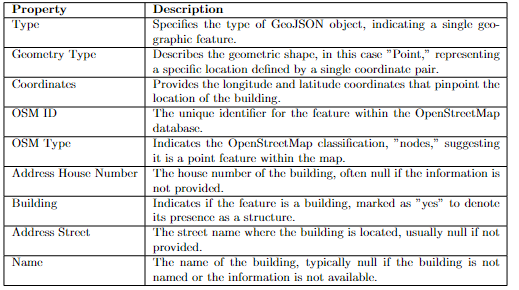 Property Description
Type Specifies the type of GeoJSON object, indicating a single geo-
graphic feature.
Geometry Type Describes the geometric shape, in this case "Point," representing
a specific location defined by a single coordinate pair.
Coordinates Provides the longitude and latitude coordinates that pinpoint the
location of the building.
OSM ID The unique identifier for the feature within the OpenStreetMap
database.
OSM Type Indicates the OpenStreetMap classification, "nodes," suggesting
it is a point feature within the map.
Address House Number The house number of the building, often null if the information is
not provided.
Building Indicates if the feature is a building, marked as "yes" to denote
its presence as a structure.
Address Street The street name where the building is located, usually null if not
provided.
Name The name of the building, typically null if the building is not
named or the information is not available.